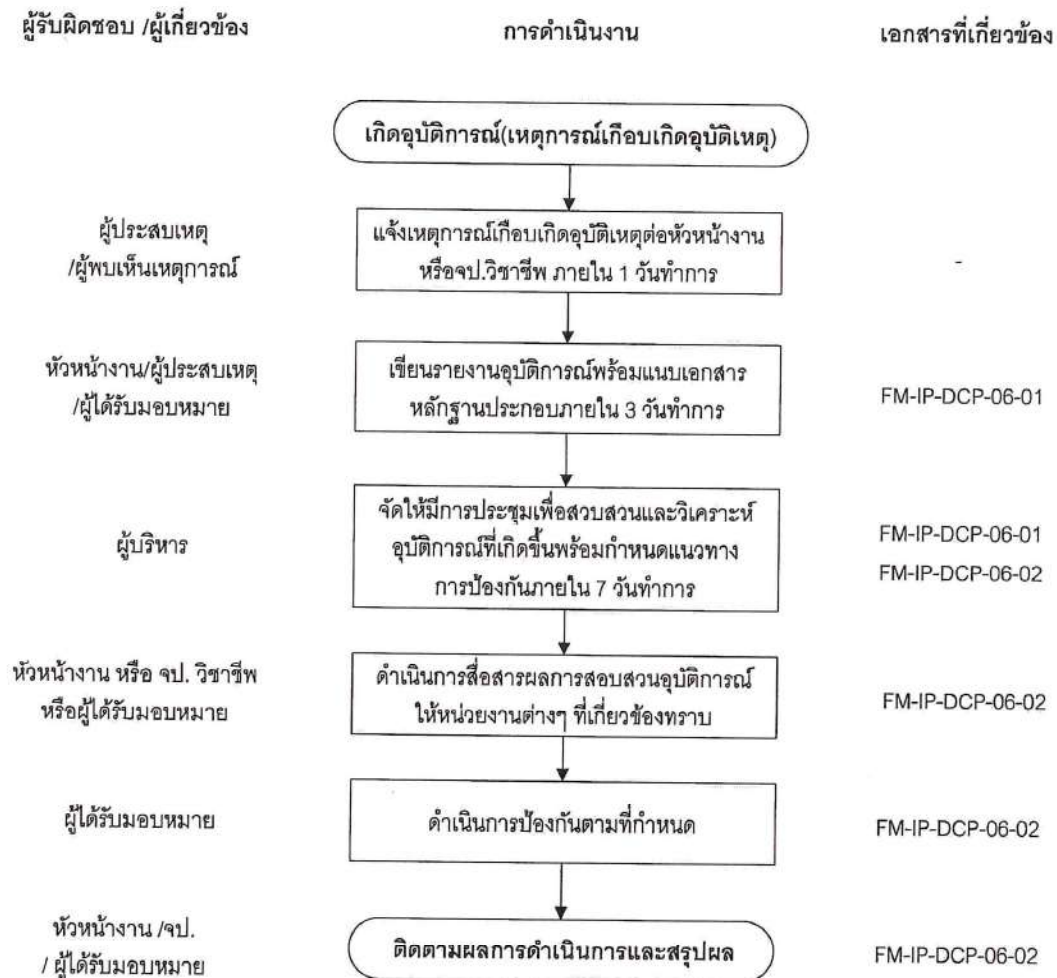 ผู้รับผิดชอบ /ผู้เกี่ยวข้อง การดำเนินงาน เอกสารที่เกี่ยวข้อง
เกิดอุบัติการณ์(เหตุการณ์เกือบเกิดอุบัติเหตุ)
ผู้ประสบเหตุ
/ผู้พบเห็นเหตุการณ์
แจ้งเหตุการณ์เกือบเกิดอุบัติเหตุต่อหัวหน้างาน
หรือจป.วิชาชีพ ภายใน 1 วันทำการ
-
หัวหน้างาน/ผู้ประสบเหตุ
/ผู้ได้รับมอบหมาย
เขียนรายงานอุบัติการณ์พร้อมแนบเอกสาร
หลักฐานประกอบภายใน 3 วันทำการ
FM-IP-DCP-06-01
ผู้บริหาร
จัดให้มีการประชุมเพื่อสวบสวนและวิเคราะห์
อุบัติการณ์ที่เกิดขึ้นพร้อมกำหนดแนวทาง
การป้องกันภายใน 7 วันทำการ
FM-IP-DCP-06-01
FM-IP-DCP-06-02
หัวหน้างาน หรือ จป. วิชาชีพ
หรือผู้ได้รับมอบหมาย
ดำเนินการสื่อสารผลการสอบสวนอุบัติการณ์
ให้หน่วยงานต่างๆ ที่เกี่ยวข้องทราบ
FM-IP-DCP-06-02
ผู้ได้รับมอบหมาย
ดำเนินการป้องกันตามที่กำหนด
FM-IP-DCP-06-02
หัวหน้างาน /จป.
/ ผู้ได้รับมอบหมาย
ติดตามผลการดำเนินการและสรุปผล
FM-IP-DCP-06-02